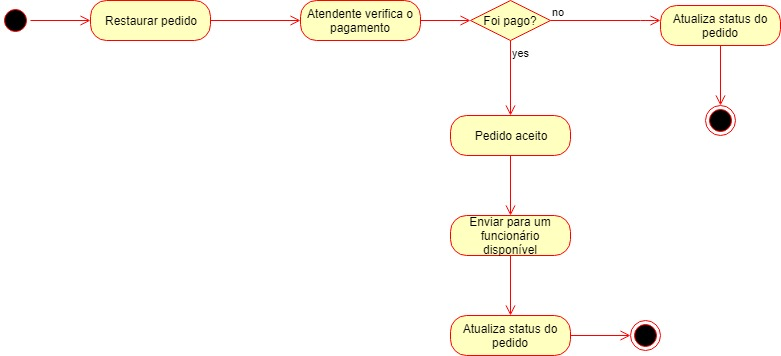 Restaurar pedido
Atendente verifica o
pagamento
Foi pago?
no
Atualiza status do
pedido
yes
Pedido aceito
Enviar para um
funcionário
disponível
Atualiza status do
pedido